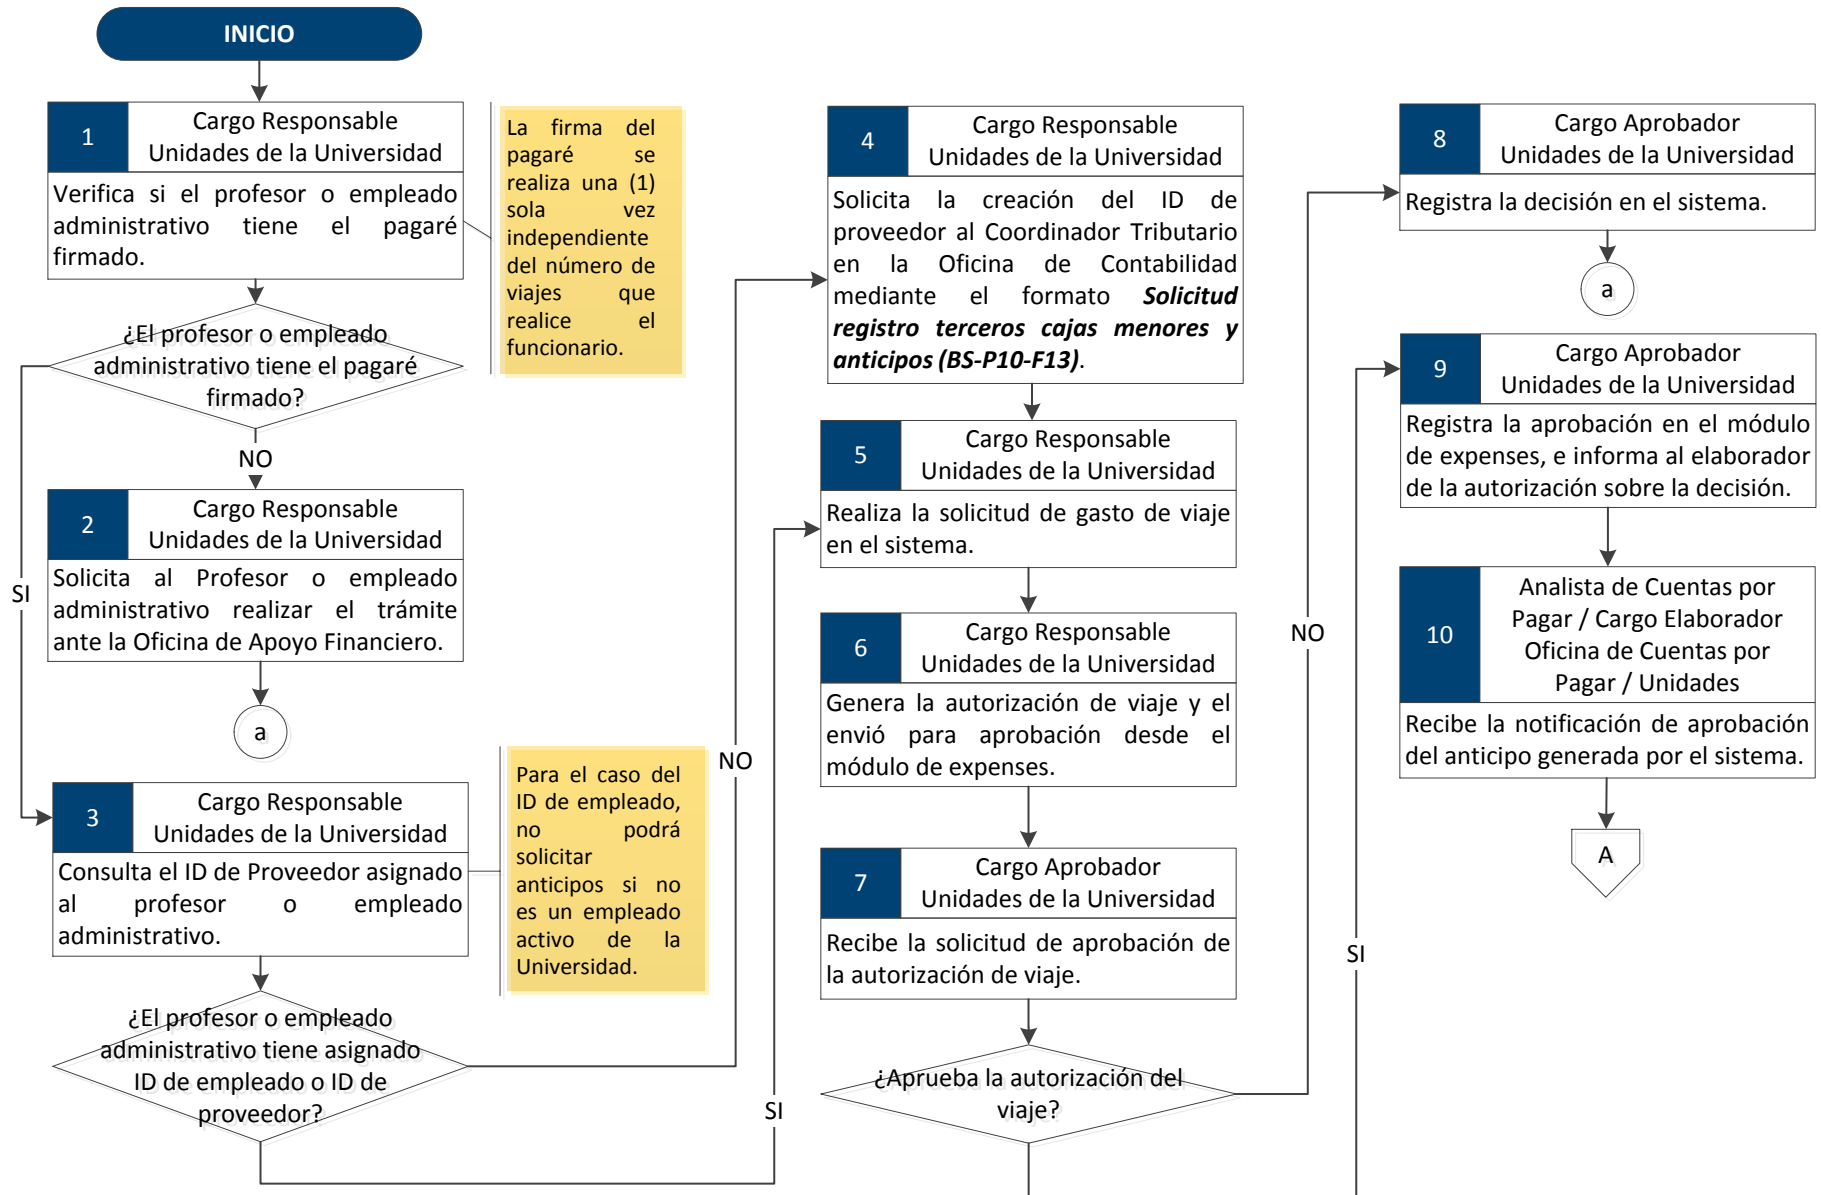 INICIO
1
Cargo Responsable
Unidades de la Universidad
Verifica si el profesor o empleado
administrativo tiene el pagaré
firmado.
La firma del
pagaré se
realiza una (1)
sola vez
independiente
del número de
viajes que
realice el
funcionario.
¿El profesor o empleado
administrativo tiene el pagaré
firmado?
NO
SI
2
Cargo Responsable
Unidades de la Universidad
Solicita al Profesor o empleado
administrativo realizar el trámite
ante la Oficina de Apoyo Financiero.
a
3
Cargo Responsable
Unidades de la Universidad
Consulta el ID de Proveedor asignado
al profesor o empleado
administrativo.
Para el caso del
ID de empleado,
no podrá
solicitar
anticipos si no
es un empleado
activo de la
Universidad.
¿El profesor o empleado
administrativo tiene asignado
ID de empleado o ID de
proveedor?
NO
SI
4
Cargo Responsable
Unidades de la Universidad
Solicita la creación del ID de
proveedor al Coordinador Tributario
en la Oficina de Contabilidad
mediante el formato Solicitud
registro terceros cajas menores y
anticipos (BS-P10-F13).
5
Cargo Responsable
Unidades de la Universidad
Realiza la solicitud de gasto de viaje
en el sistema.
6
Cargo Responsable
Unidades de la Universidad
Genera la autorización de viaje y el
envió para aprobación desde el
módulo de expenses.
7
Cargo Aprobador
Unidades de la Universidad
Recibe la solicitud de aprobación de
la autorización de viaje.
¿Aprueba la autorización del
viaje?
NO
SI
8
Cargo Aprobador
Unidades de la Universidad
Registra la decisión en el sistema.
a
9
Cargo Aprobador
Unidades de la Universidad
Registra la aprobación en el módulo
de expenses, e informa al elaborador
de la autorización sobre la decisión.
10
Analista de Cuentas por
Pagar / Cargo Elaborador
Oficina de Cuentas por
Pagar / Unidades
Recibe la notificación de aprobación
del anticipo generada por el sistema.
A